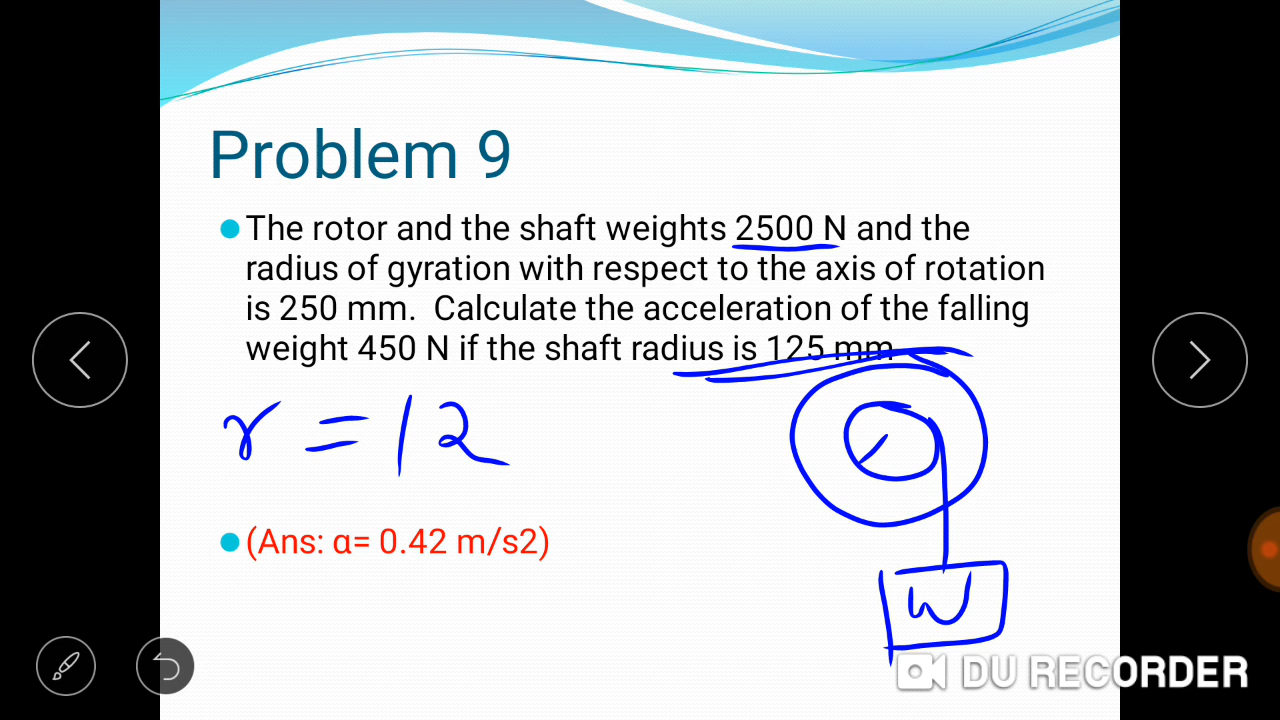 Problem 9
The rotor and the shaft weights 2500 N and the
radius of gyration with respect to the axis of rotation
is 250 mm. Calculate the acceleration of the falling
weight 450 N if the shaft radius is 125 mm
r = 12
(Ans: α= 0.42 m/s2)
W
DU RECORDER